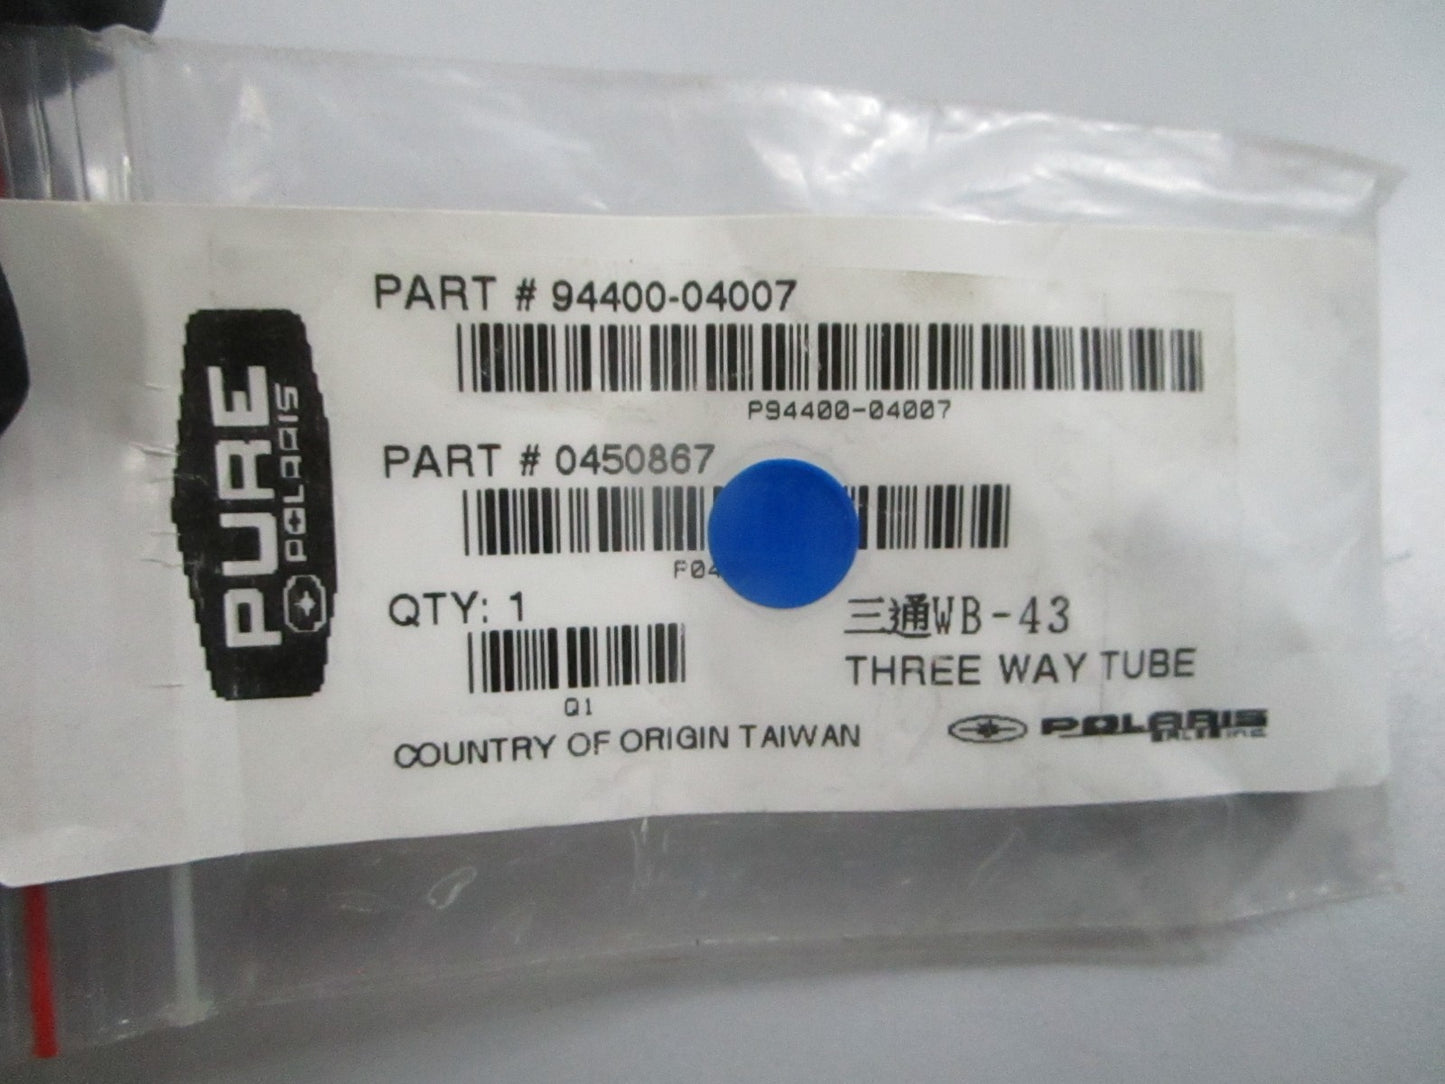 PURE
POLARIS
PART # 94400-04007
P94400-04007
PART # 0450867
P04
QTY: 1
Q1
三通WB-43
THREE WAY TUBE
COUNTRY OF ORIGIN TAIWAN
POLARIS